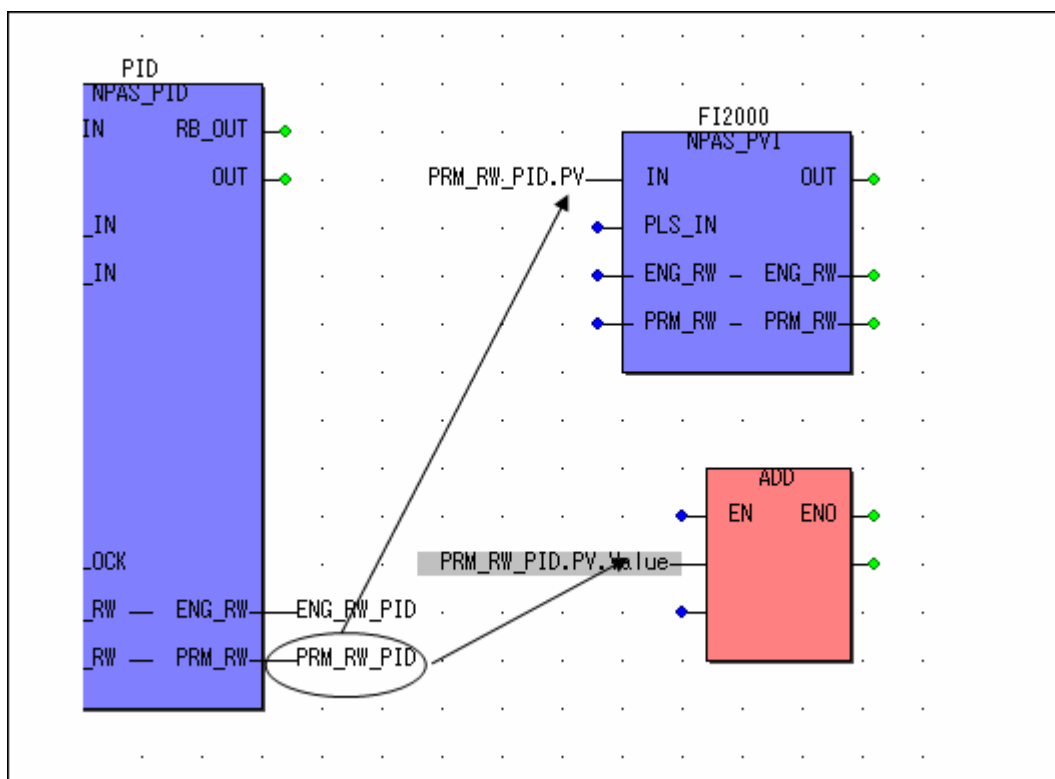 PID
NPAS_PID
IN RB_OUT
OUT
_IN
_IN
_OCK
_RW — ENG_RW ENG_RW_PID
_RW — PRM_RW PRM_RW_PID
FI2000
NPAS_PVI
PRM_RW_PID.PV IN OUT
PLS_IN
ENG_RW – ENG_RW
PRM_RW – PRM_RW
ADD
EN ENO
PRM_RW_PID.PV.Value